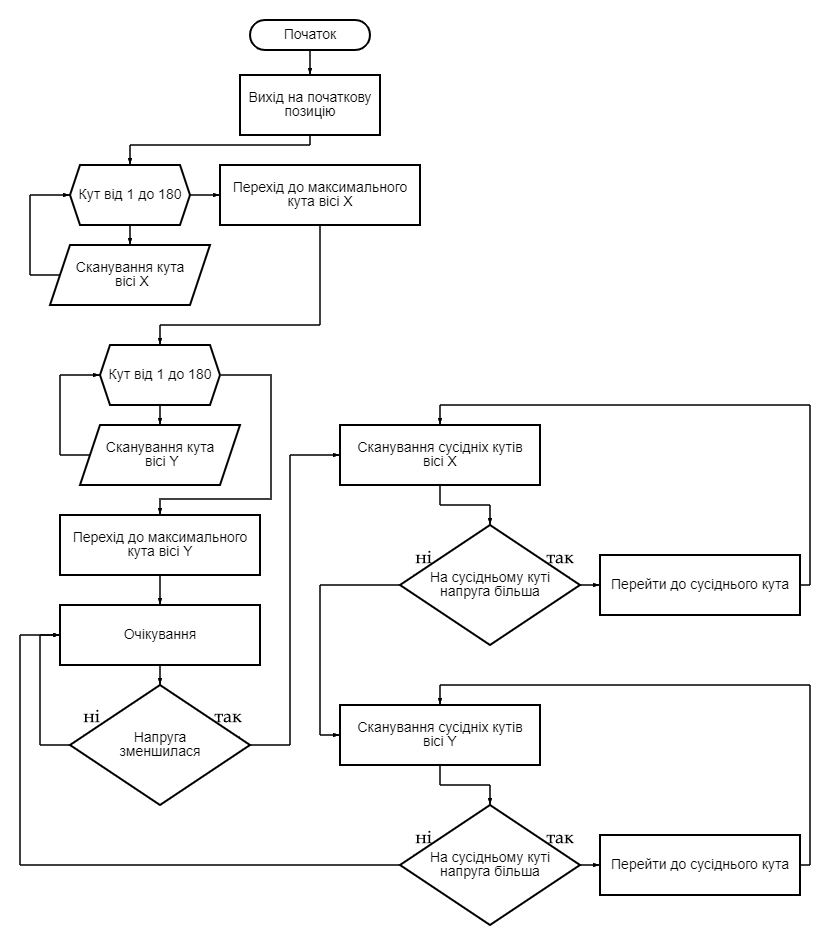 Початок
Вихід на початкову
позицію
Кут від 1 до 180
Перехід до максимального
кута вісі X
Сканування кута
вісі X
Кут від 1 до 180
Сканування кута
вісі Y
Перехід до максимального
кута вісі Y
Очікування
ні
так
Напруга
зменшилася
Сканування сусідніх кутів
вісі X
ні
так
На сусідньому куті
напруга більша
Перейти до сусіднього кута
Сканування сусідніх кутів
вісі Y
ні
так
На сусідньому куті
напруга більша
Перейти до сусіднього кута